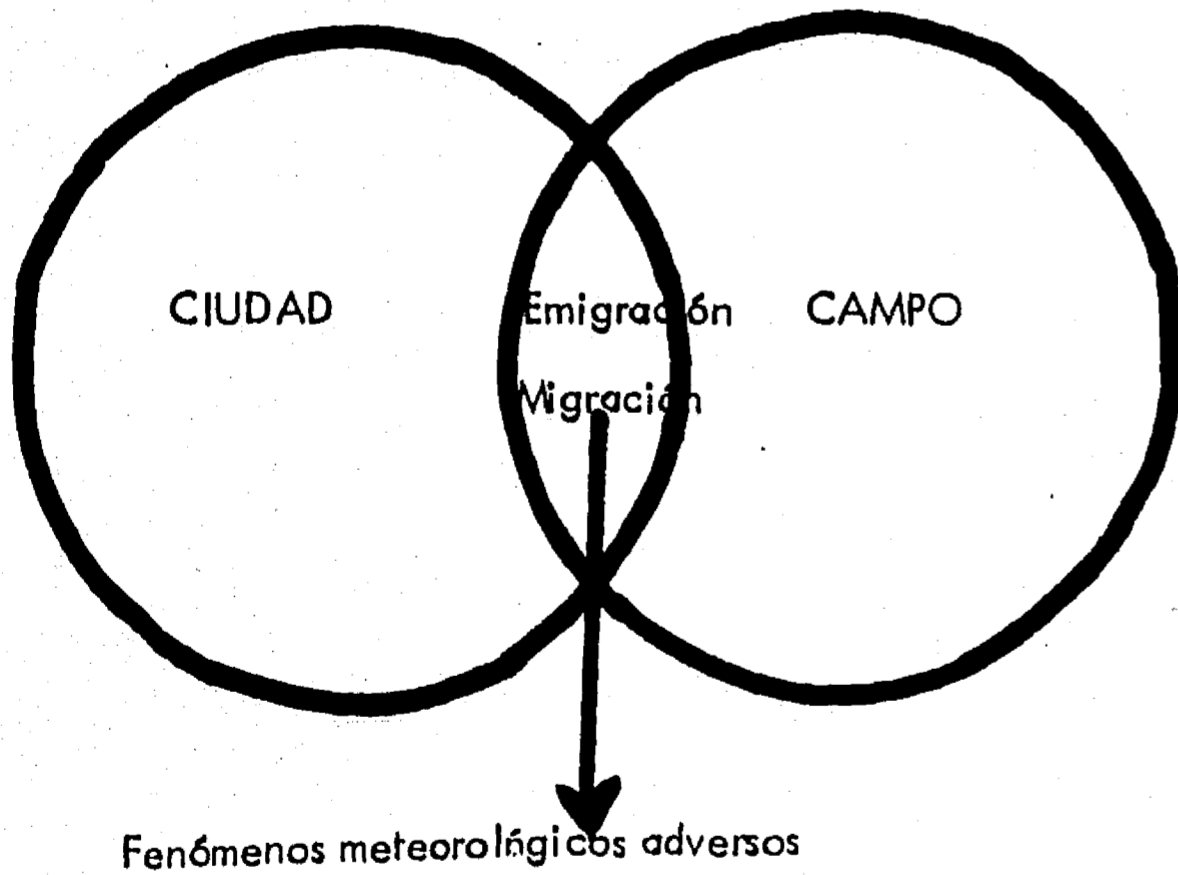 CIUDAD
Emigración
CAMPO
Migración
Fenómenos meteorológicos adversos